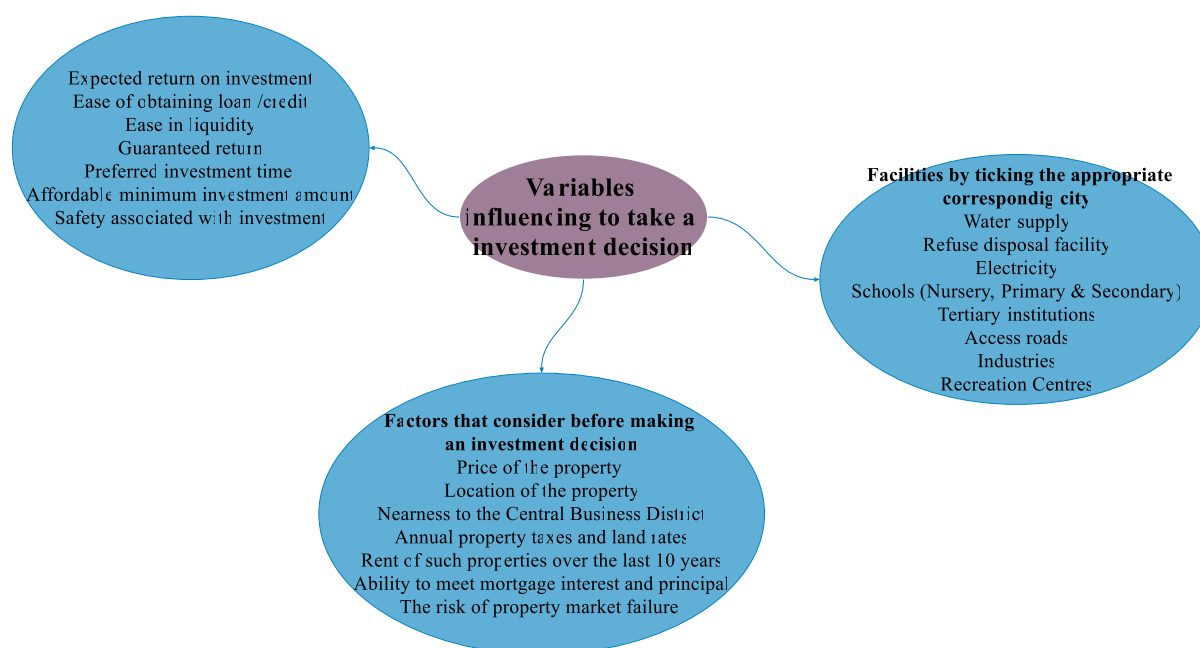 Expected return on investment
Ease of obtaining loan /credit
Ease in liquidity
Guaranteed return
Preferred investment time
Affordable minimum investment amount
Safety associated with investment
Variables
influencing to take a
investment decision
Facilities by ticking the appropriate
correspondig city
Water supply
Refuse disposal facility
Electricity
Schools (Nursery, Primary & Secondary)
Tertiary institutions
Access roads
Industries
Recreation Centres
Factors that consider before making
an investment decision
Price of the property
Location of the property
Nearness to the Central Business District
Annual property taxes and land rates
Rent of such properties over the last 10 years
Ability to meet mortgage interest and principal
The risk of property market failure